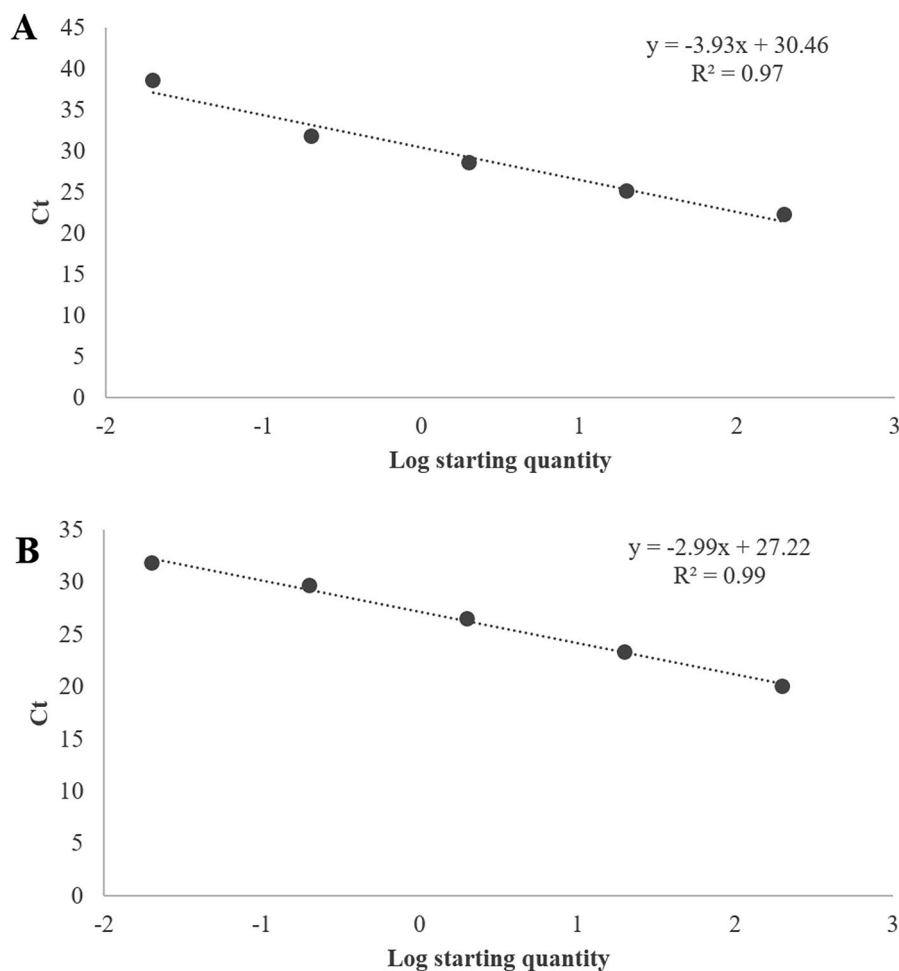 A
y = -3.93x + 30.46
R² = 0.97
45
40
35
30
25
20
15
10
5
0
Ct
-2 -1 0 1 2 3
Log starting quantity
B
y = -2.99x + 27.22
R² = 0.99
35
30
25
20
15
10
5
0
Ct
-2 -1 0 1 2 3
Log starting quantity